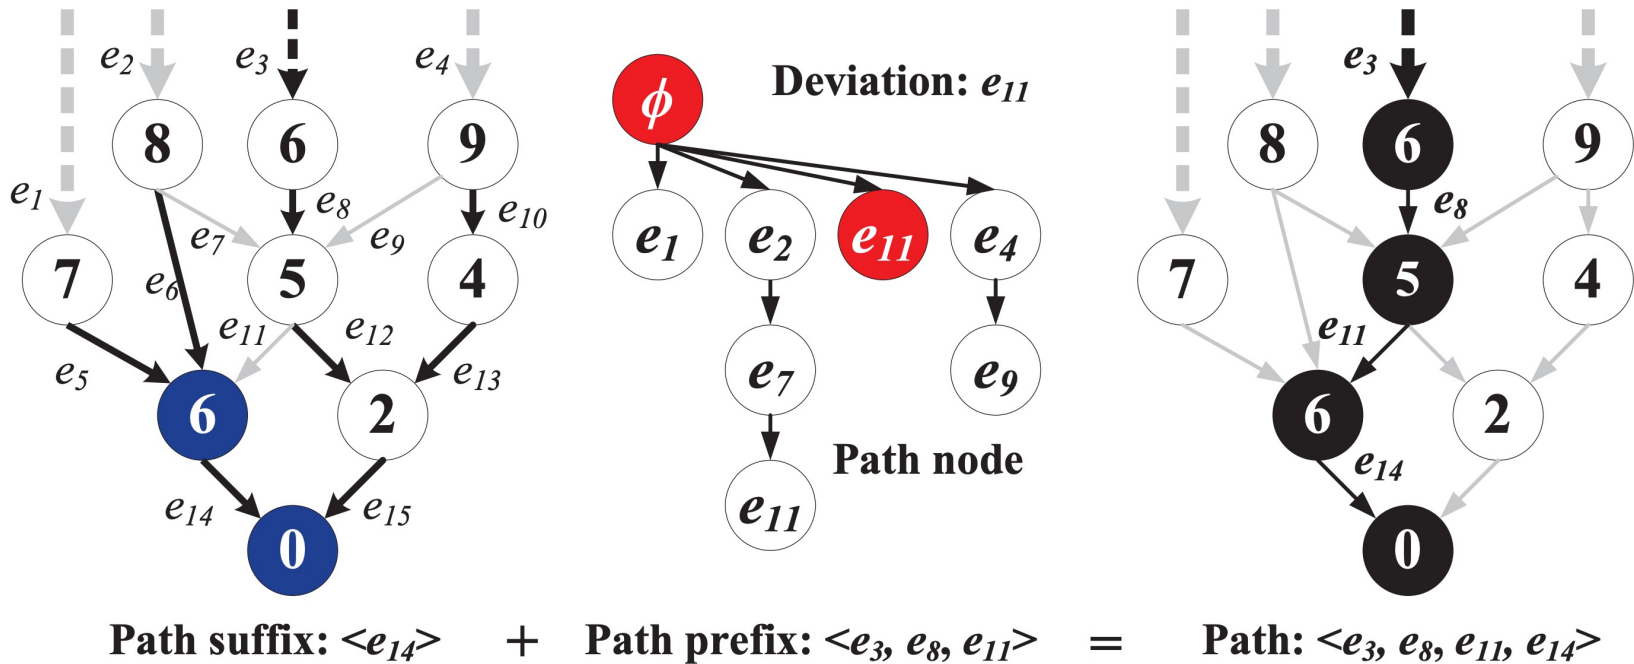 e2
e3
e4
8
6
9
e1
e8
e10
e7
e9
7
5
4
e6
e11
e12
e5
e13
6
2
e14
e15
0
Path suffix: <e14>
+
Deviation: e11
ϕ
e1
e2
e11
e4
e7
e9
e11
Path node
Path prefix: <e3, e8, e11>
=
e3
8
6
9
e8
7
5
4
e11
6
2
e14
0
Path: <e3, e8, e11, e14>